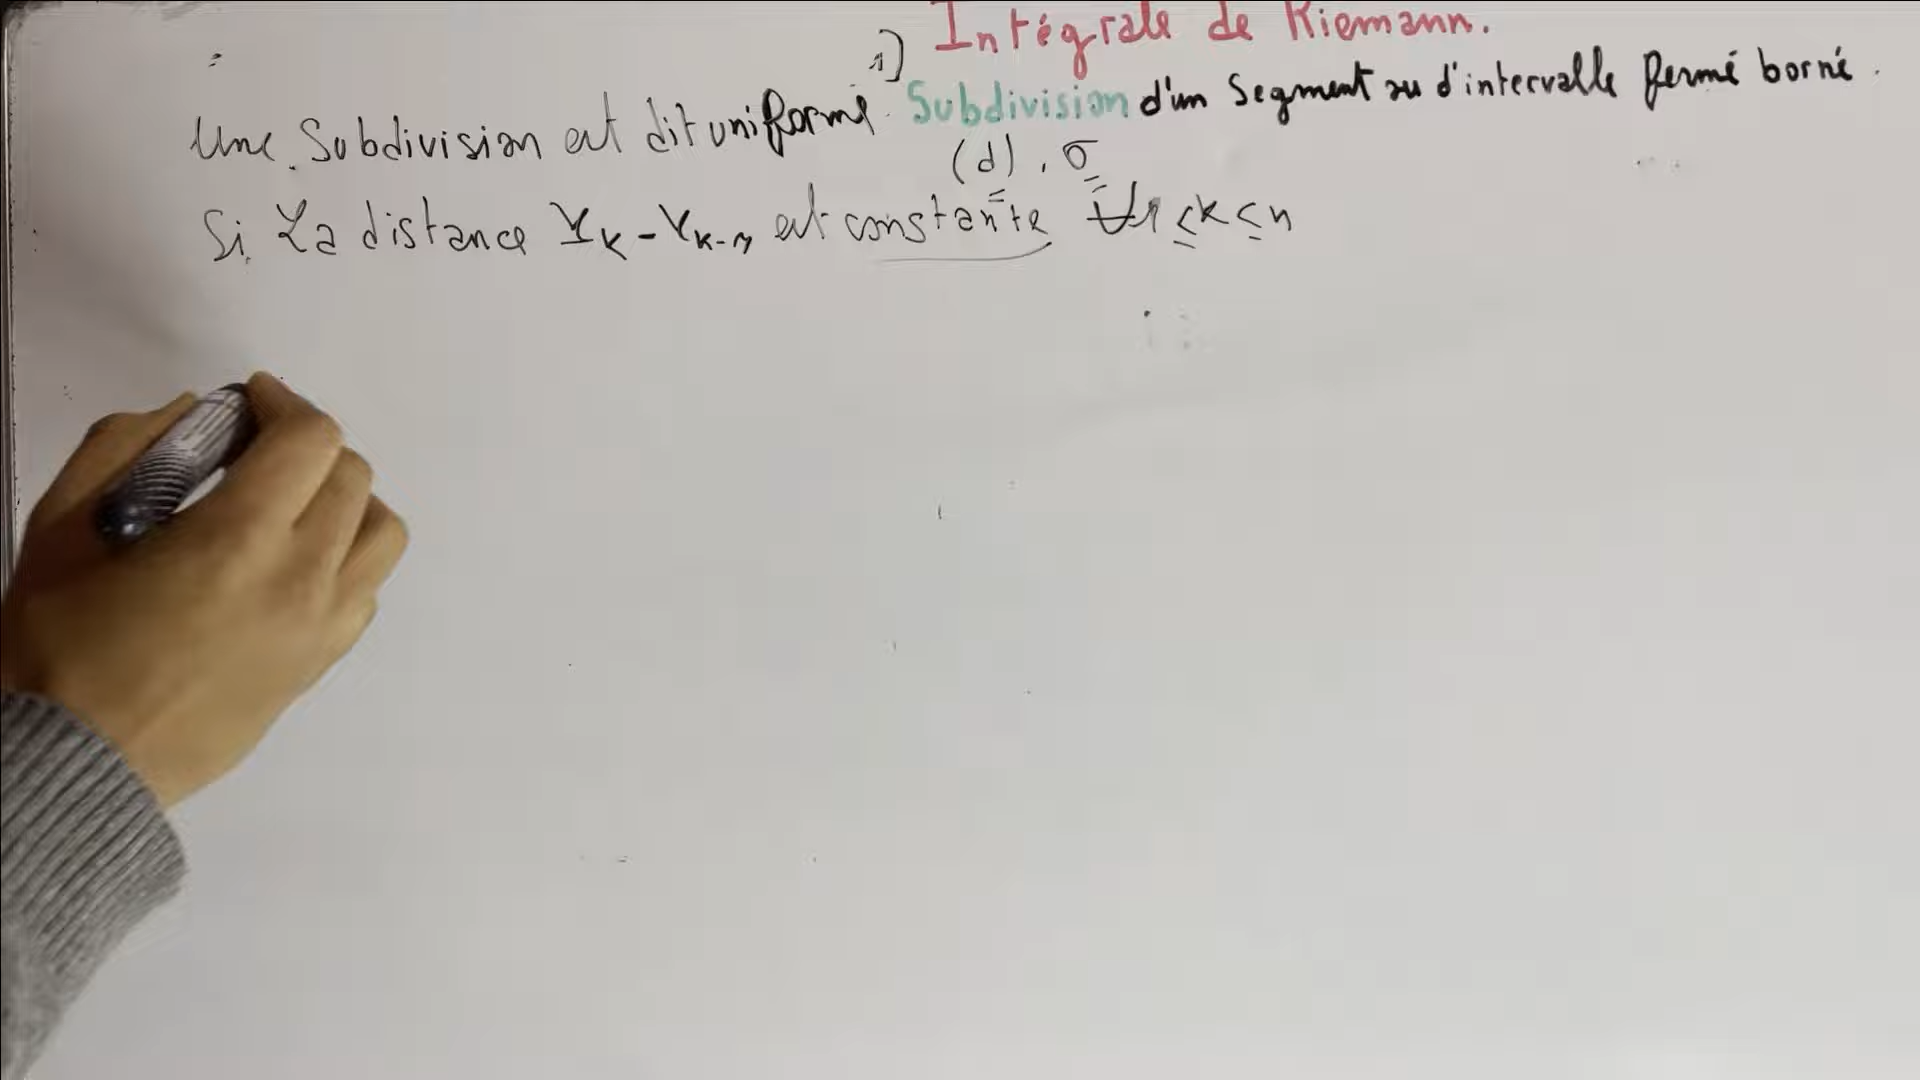 Intégrale de Riemann.
1) Subdivision d'un segment ou d'intervalle fermé borné.
(d), σ
Une Subdivision est dit uniforme
Si La distance X_k - X_{k-1} est constante ∀ 1 ≤ k ≤ n